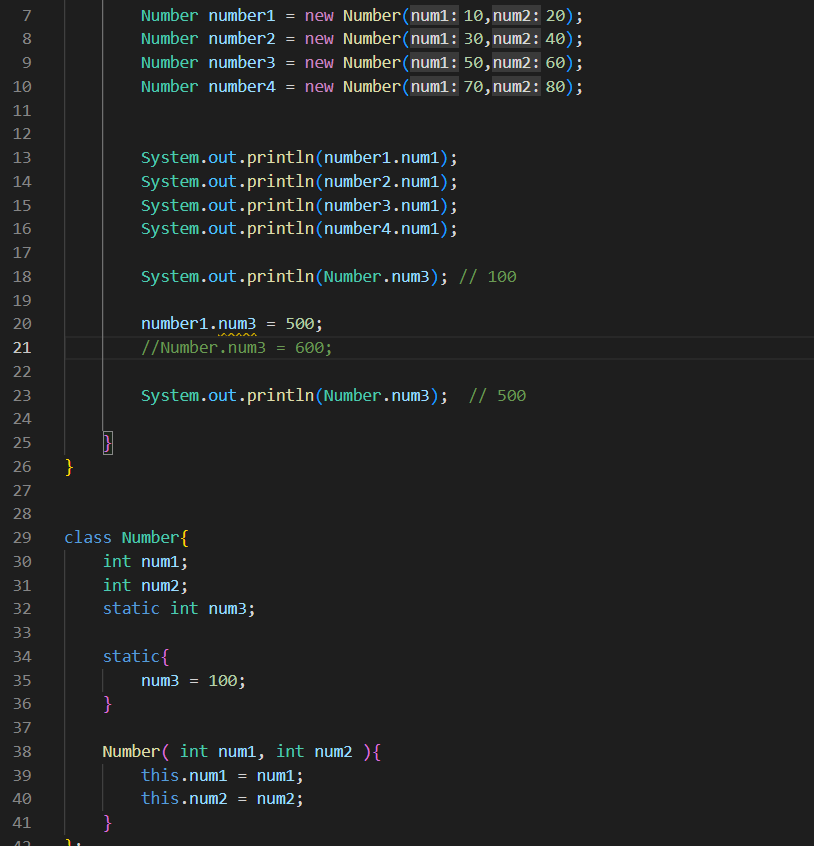 7 Number number1 = new Number(num1: 10,num2: 20);
8 Number number2 = new Number(num1: 30,num2: 40);
9 Number number3 = new Number(num1: 50,num2: 60);
10 Number number4 = new Number(num1: 70,num2: 80);
11
12
13 System.out.println(number1.num1);
14 System.out.println(number2.num1);
15 System.out.println(number3.num1);
16 System.out.println(number4.num1);
17
18 System.out.println(Number.num3); // 100
19
20 number1.num3 = 500;
21 //Number.num3 = 600;
22
23 System.out.println(Number.num3);  // 500
24
25 }
26 }
27
28
29 class Number{
30 int num1;
31 int num2;
32 static int num3;
33
34 static{
35 num3 = 100;
36 }
37
38 Number( int num1, int num2 ){
39 this.num1 = num1;
40 this.num2 = num2;
41 }
42 };